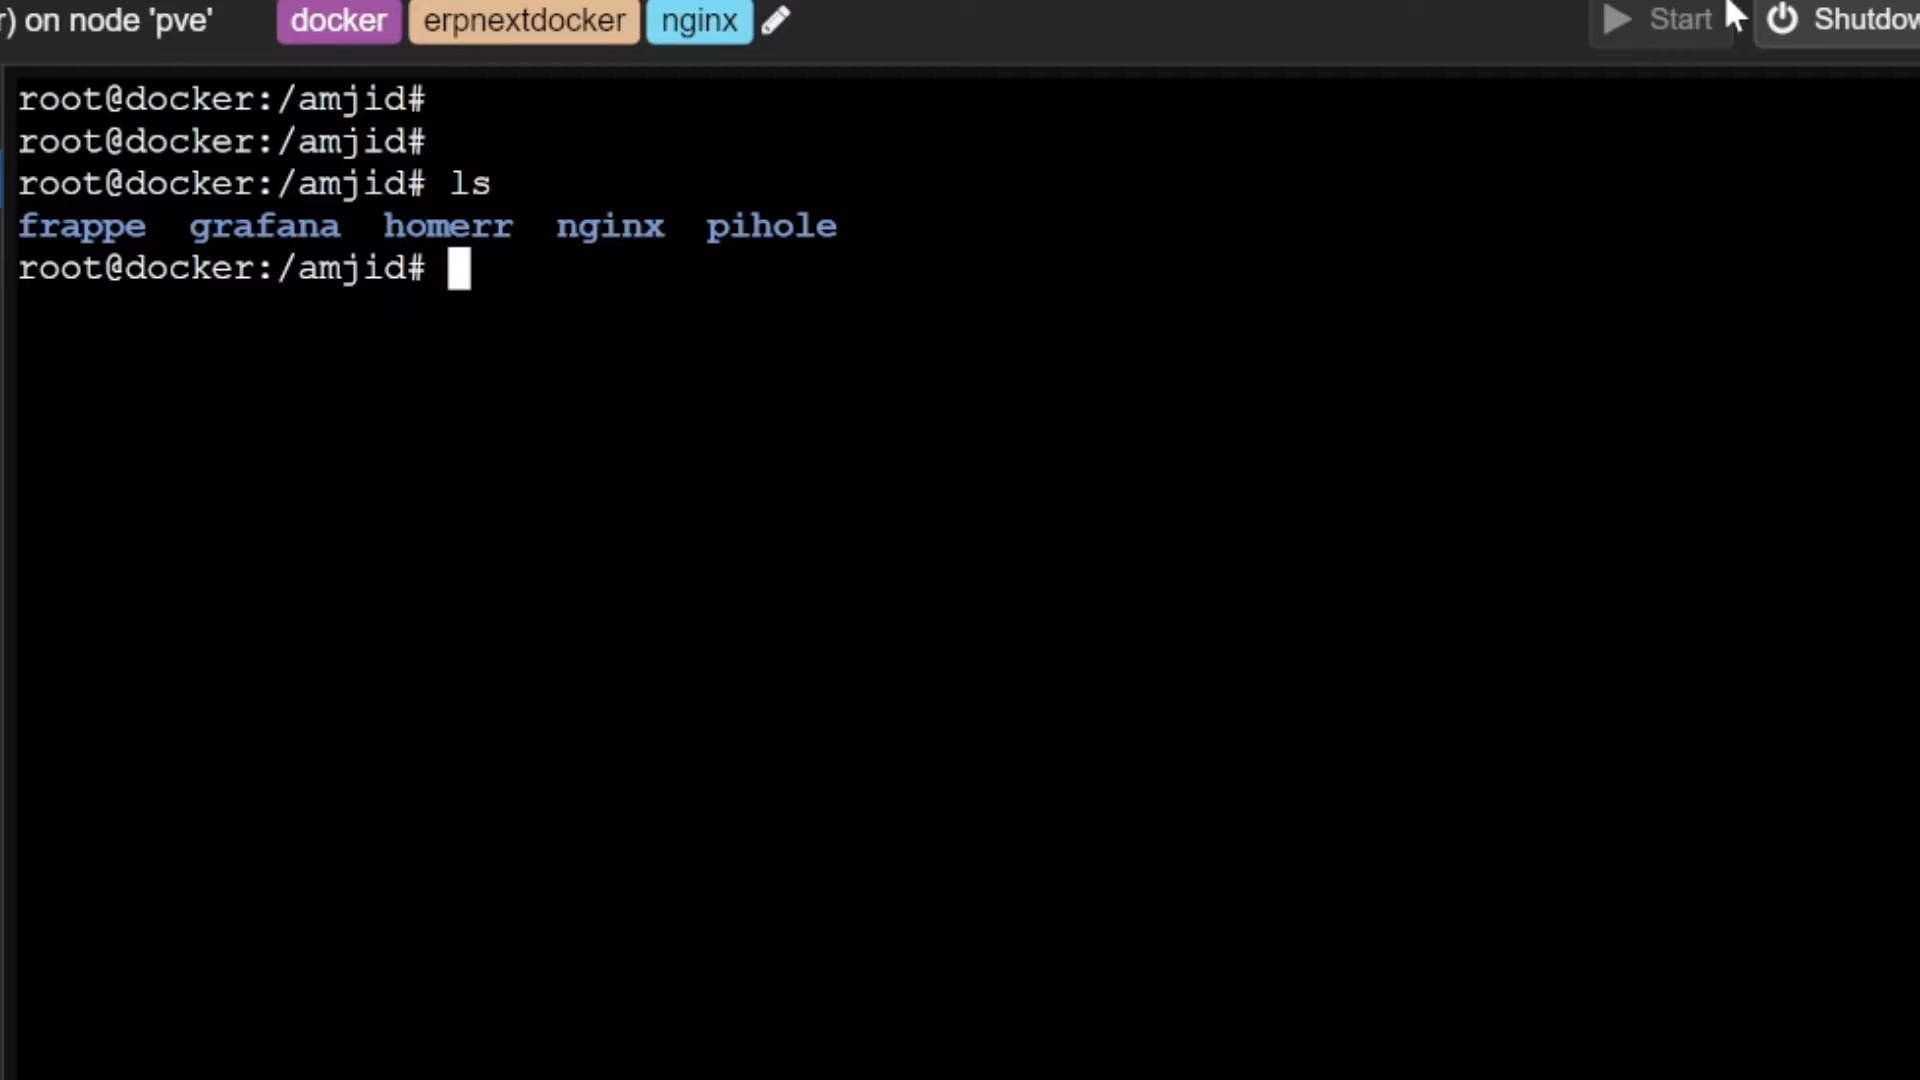 r) on node 'pve' docker erpnextdocker nginx Start Shutdow
root@docker:/amjid#
root@docker:/amjid#
root@docker:/amjid# ls
frappe grafana homerr nginx pihole
root@docker:/amjid#